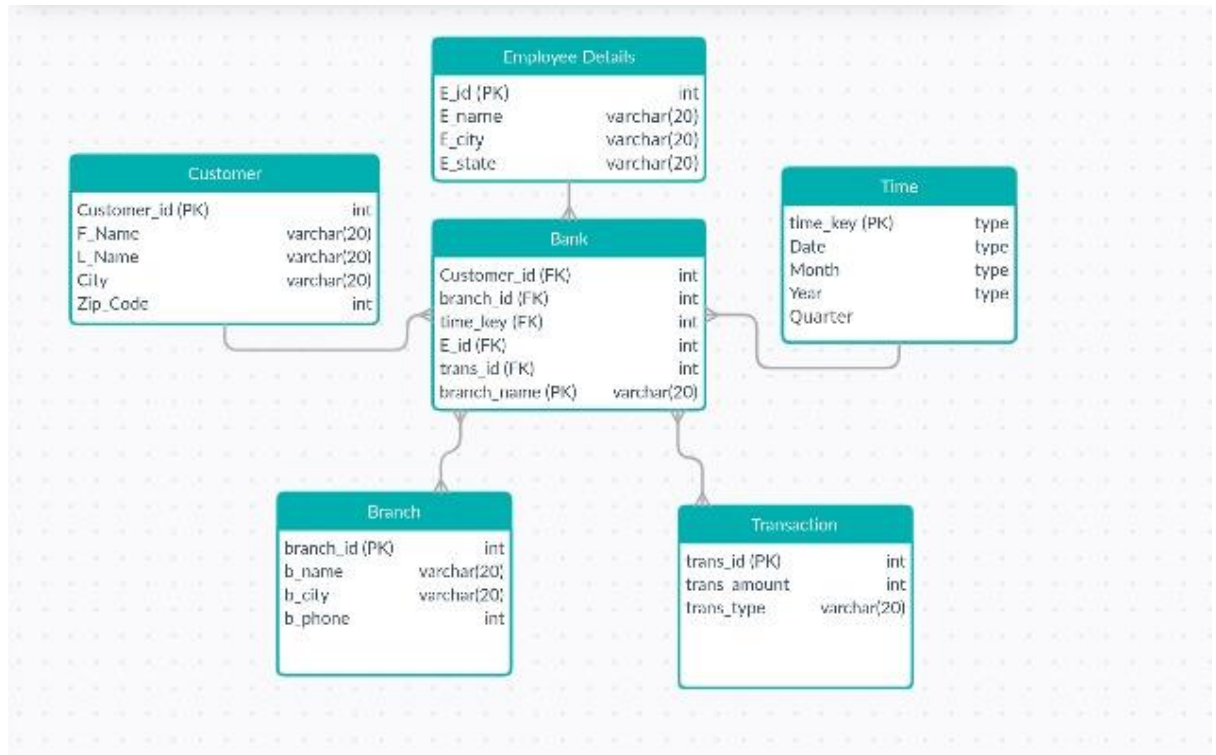 Employee Details
E_id (PK) int
E_name varchar(20)
E_city varchar(20)
E_state varchar(20)
Customer
Customer_id (PK) int
F_Name varchar(20)
L_Name varchar(20)
City varchar(20)
Zip_Code int
Time
time_key (PK) type
Date type
Month type
Year type
Quarter
Bank
Customer_id (FK) int
branch_id (FK) int
time_key (FK) int
E_id (FK) int
trans_id (FK) int
branch_name (PK) varchar(20)
Branch
branch_id (PK) int
b_name varchar(20)
b_city varchar(20)
b_phone int
Transaction
trans_id (PK) int
trans_amount int
trans_type varchar(20)